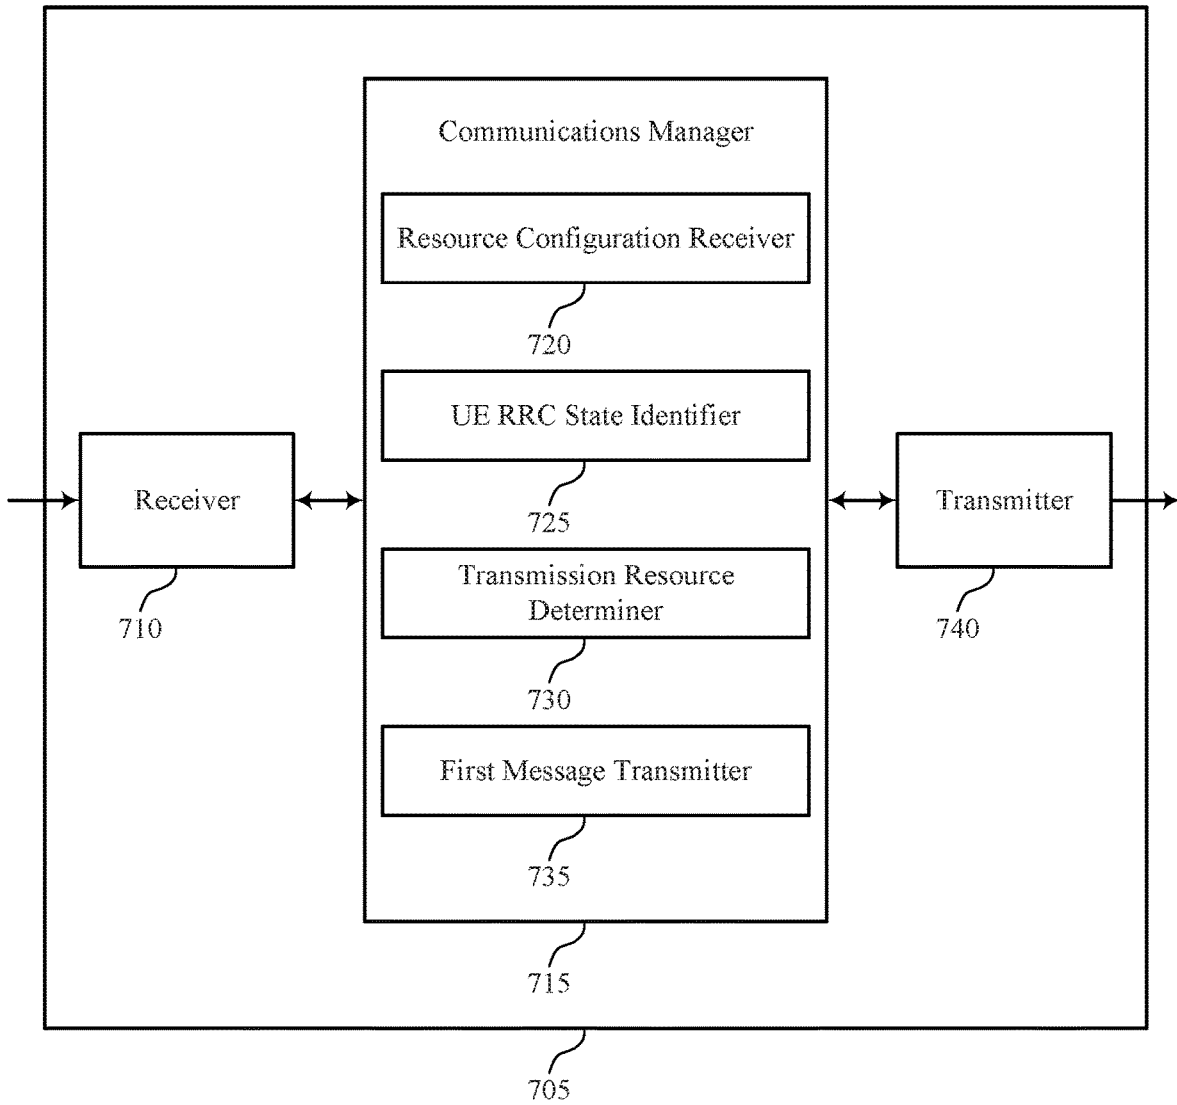 Communications Manager
Resource Configuration Receiver
720
UE RRC State Identifier
725
Receiver
710
Transmission Resource
Determiner
730
Transmitter
740
First Message Transmitter
735
715
705